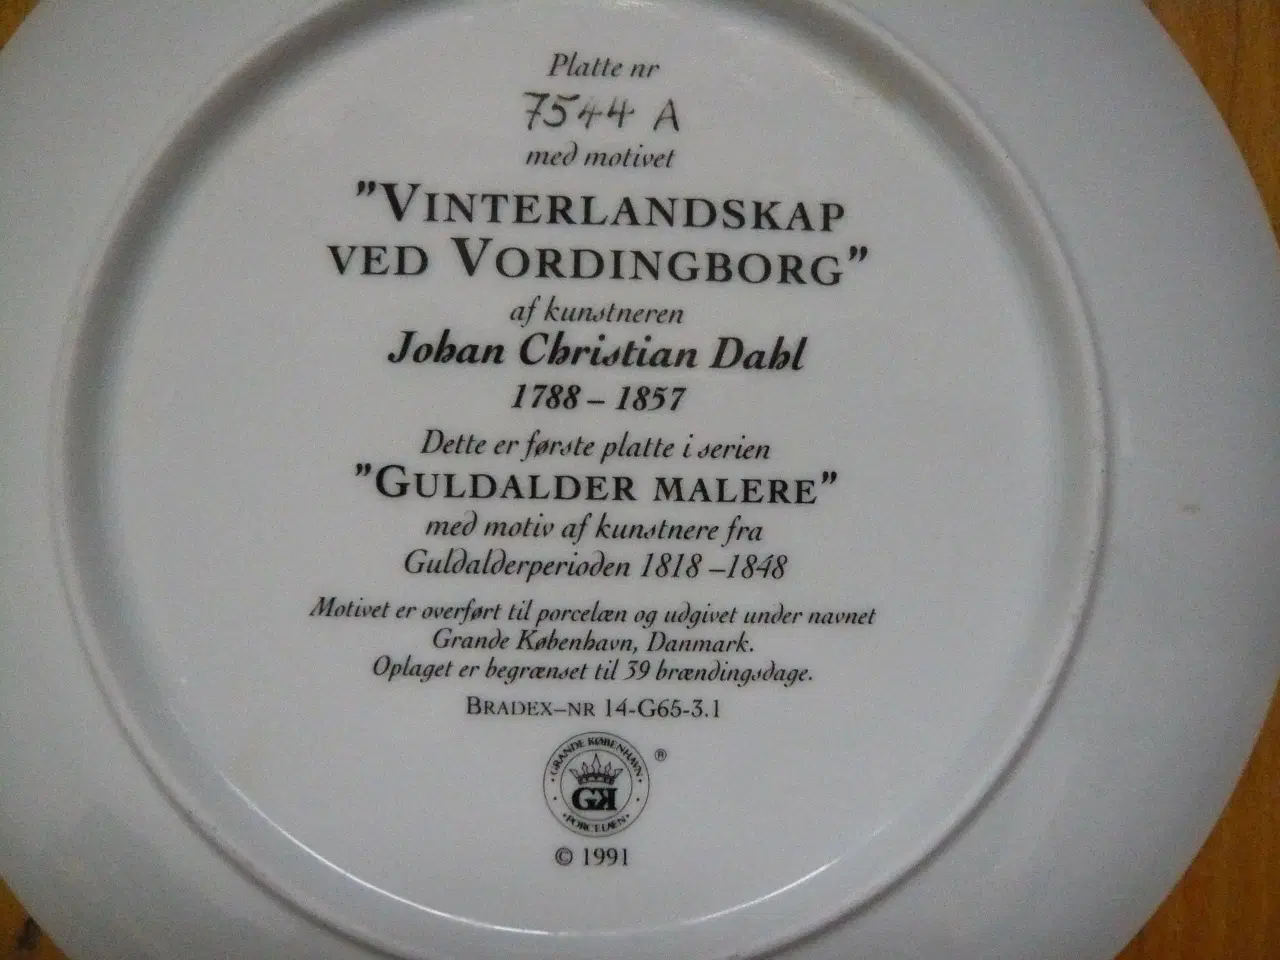 Platte nr
7544 A
med motivet
"VINTERLANDSKAP
VED VORDINGBORG"
af kunstneren
Johan Christian Dahl
1788 – 1857
Dette er første platte i serien
"GULDALDER MALERE"
med motiv af kunstnere fra
Guldalderperioden 1818 –1848
Motivet er overført til porcelæn og udgivet under navnet
Grande København, Danmark.
Oplaget er begrænset til 39 brændingsdage.
BRADEX–NR 14-G65-3.1
GRANDE KØBENHAVN
®
GK
PORCELÆN
© 1991